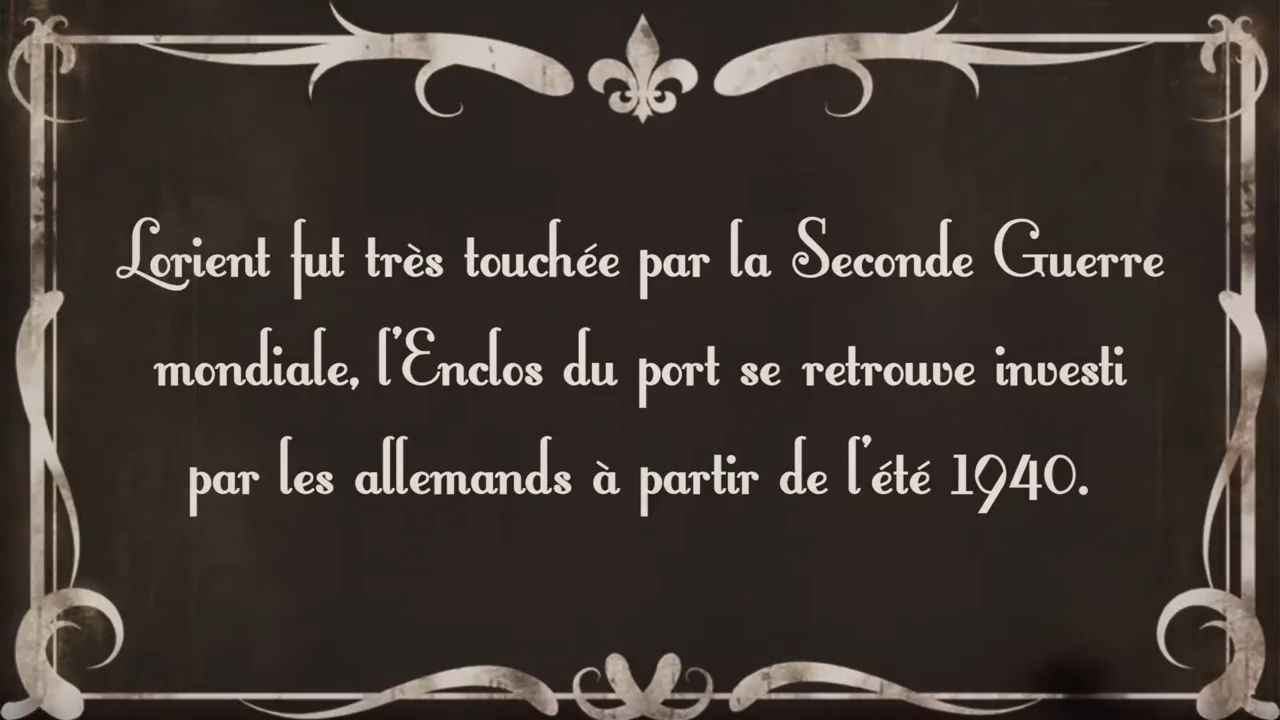 Lorient fut très touchée par la Seconde Guerre
mondiale, l'Enclos du port se retrouve investi
par les allemands à partir de l'été 1940.